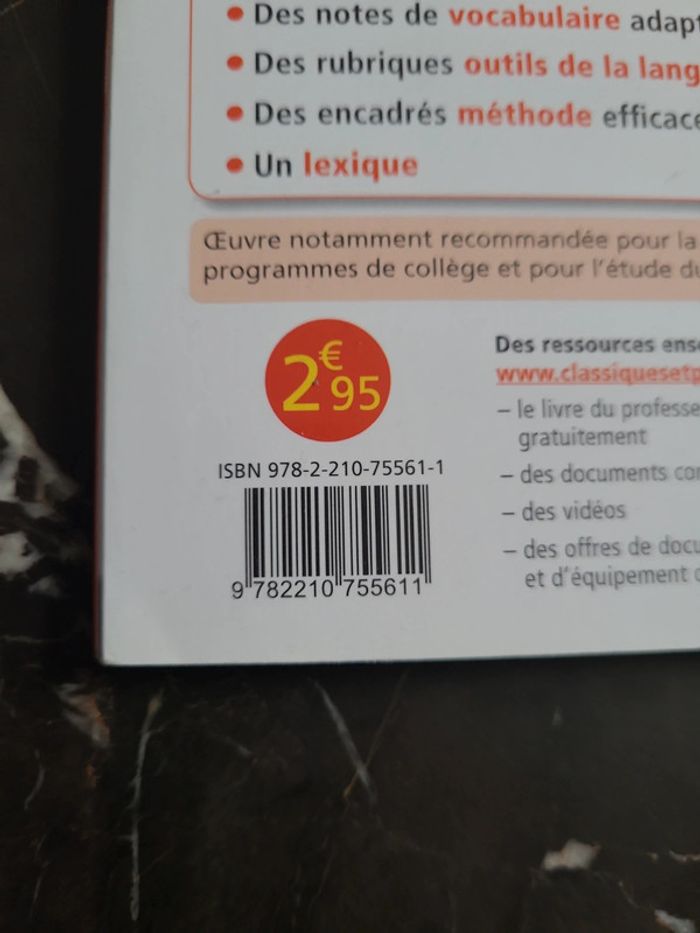 • Des notes de vocabulaire
• Des rubriques outils de la
• Des encadrés méthode
• Un lexique
Œuvre notamment recommandée pour la
programmes de collège et pour l'étude
2€95
Des ressources
www.classiquesetp
– le livre du
gratuitement
– des documents
– des vidéos
– des offres de
et d'équipement
ISBN 978-2-210-75561-1
9 782210 755611